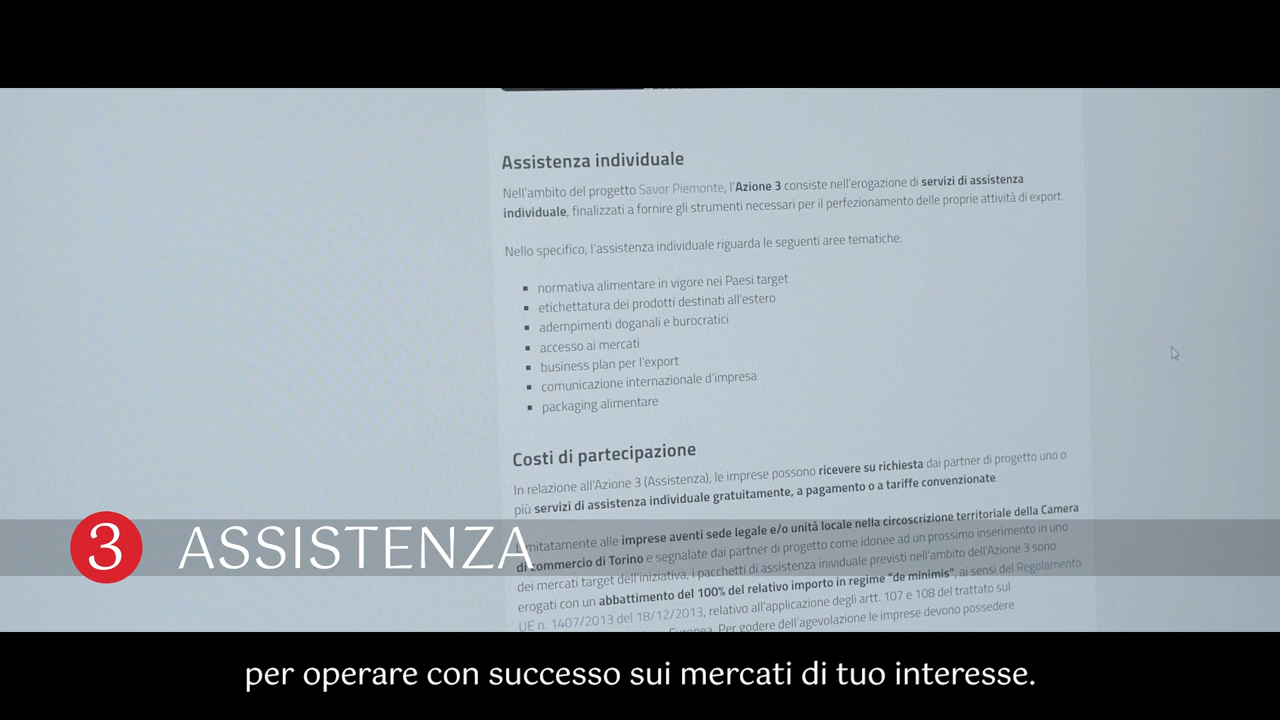 Assistenza individuale
Nell'ambito del progetto Savor Piemonte, l'Azione 3 consiste nell'erogazione di servizi di assistenza
individuale, finalizzati a fornire gli strumenti necessari per il perfezionamento delle proprie attività di export.
Nello specifico, l'assistenza individuale riguarda le seguenti aree tematiche:
▪ normativa alimentare in vigore nei Paesi target
▪ etichettatura dei prodotti destinati all'estero
▪ adempimenti doganali e burocratici
▪ accesso ai mercati
▪ business plan per l'export
▪ comunicazione internazionale d'impresa
▪ packaging alimentare
Costi di partecipazione
In relazione all'Azione 3 (Assistenza), le imprese possono ricevere su richiesta dai partner di progetto uno o
più servizi di assistenza individuale gratuitamente, a pagamento o a tariffe convenzionate.
alle imprese aventi sede legale e/o unità locale nella circoscrizione territoriale della Camera
di commercio di Torino e segnalate dai partner di progetto come idonee ad un prossimo inserimento in uno
dei mercati target dell'iniziativa, i pacchetti di assistenza inividuale previsti nell'ambito dell'Azione 3 sono
erogati con un abbattimento del 100% del relativo importo in regime "de minimis", ai sensi del Regolamento
UE n. 1407/2013 del 18/12/2013, relativo all'applicazione degli artt. 107 e 108 del trattato sul
Per godere dell'agevolazione le imprese devono possedere
3 ASSISTENZA
per operare con successo sui mercati di tuo interesse.